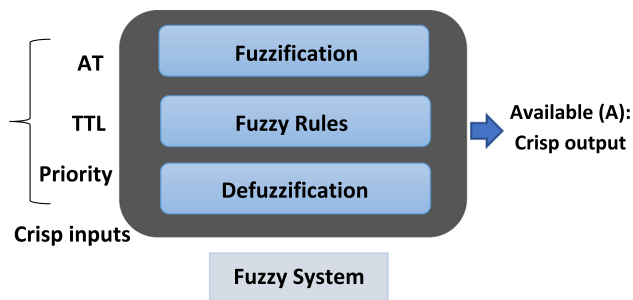 AT
TTL
Priority
Crisp inputs
Fuzzification
Fuzzy Rules
Defuzzification
Available (A):
Crisp output
Fuzzy System